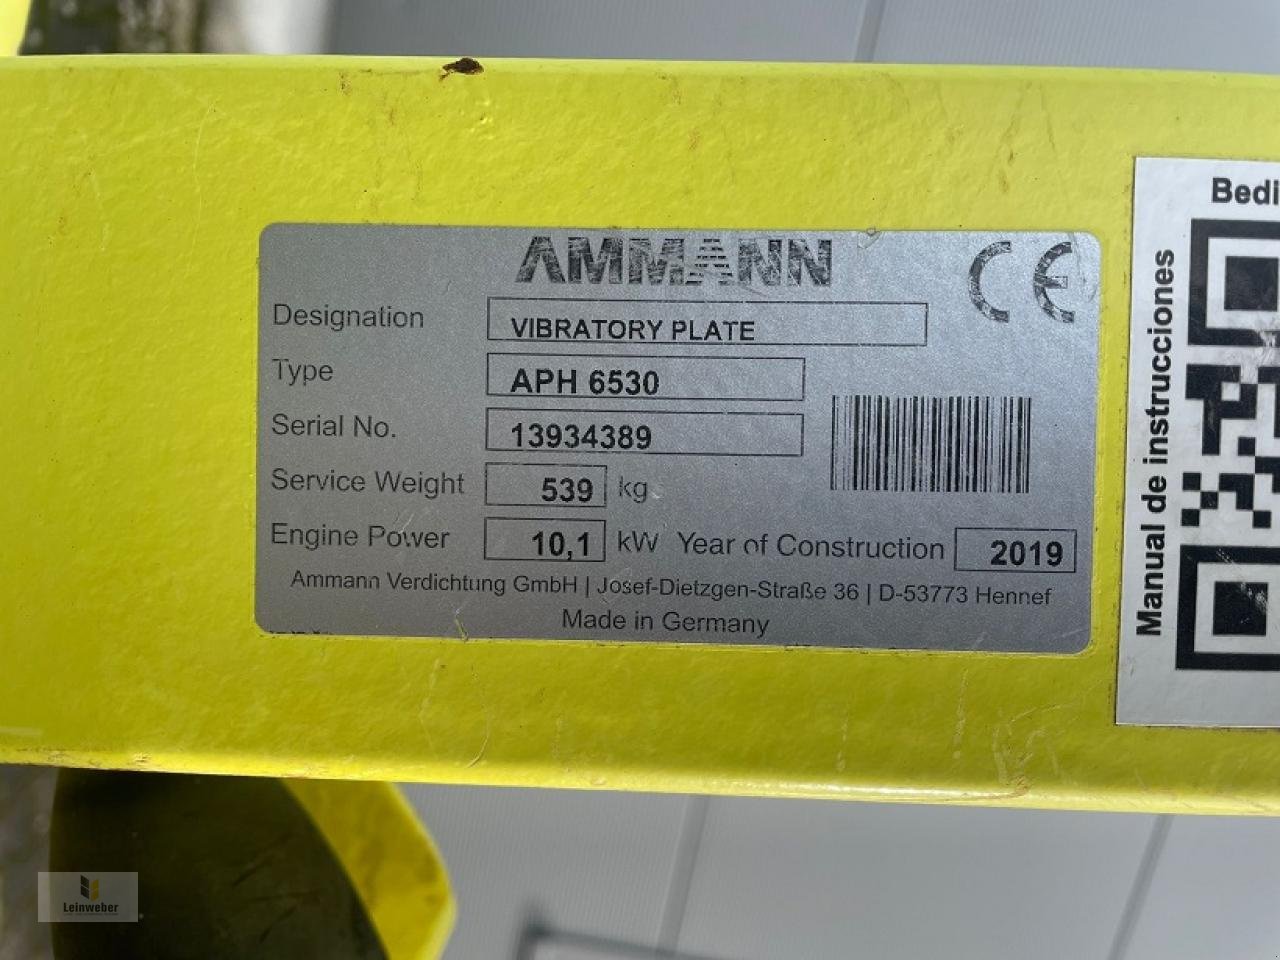 AMMANN
CE
Designation VIBRATORY PLATE
Type APH 6530
Serial No. 13934389
Service Weight 539 kg
Engine Power 10,1 kW Year of Construction 2019
Ammann Verdichtung GmbH | Josef-Dietzgen-Straße 36 | D-53773 Hennef
Made in Germany
Bedi
Manual de instrucciones
Leinweber